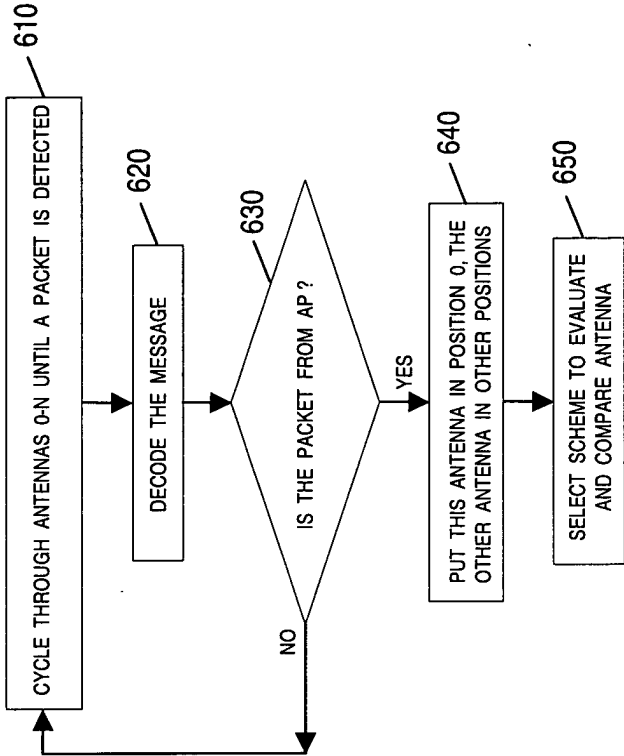 610
CYCLE THROUGH ANTENNAS 0-N UNTIL A PACKET IS DETECTED
620
DECODE THE MESSAGE
630
IS THE PACKET FROM AP?
NO
YES
640
PUT THIS ANTENNA IN POSITION 0, THE
OTHER ANTENNA IN OTHER POSITIONS
650
SELECT SCHEME TO EVALUATE
AND COMPARE ANTENNA